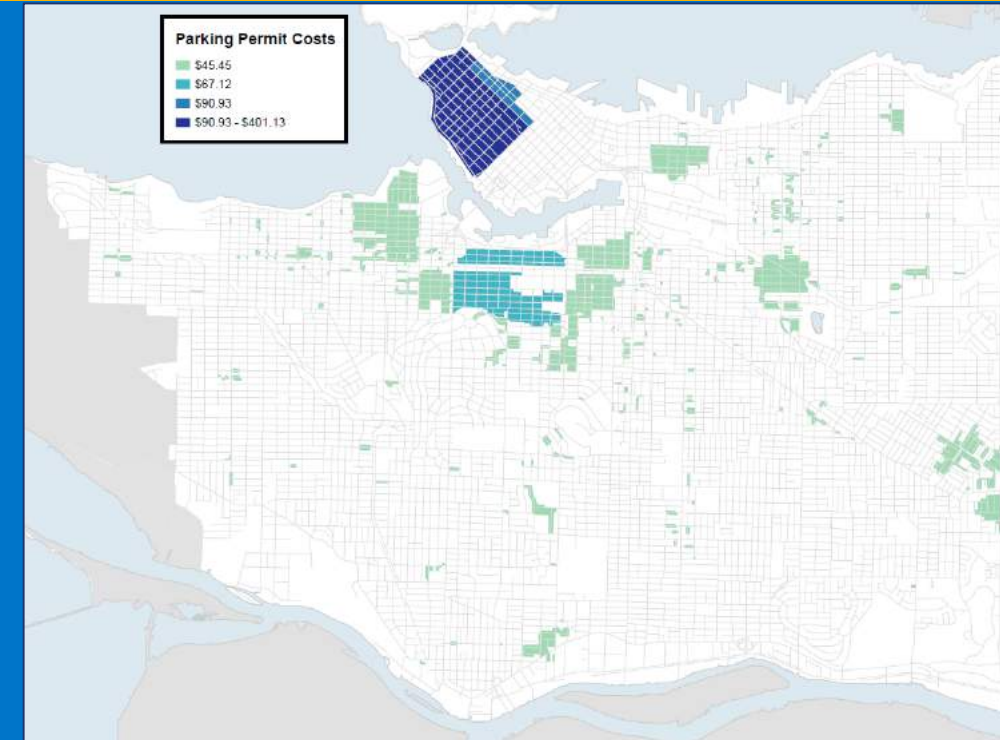 Parking Permit Costs
$45.45
$67.12
$90.93
$90.93 - $401.13